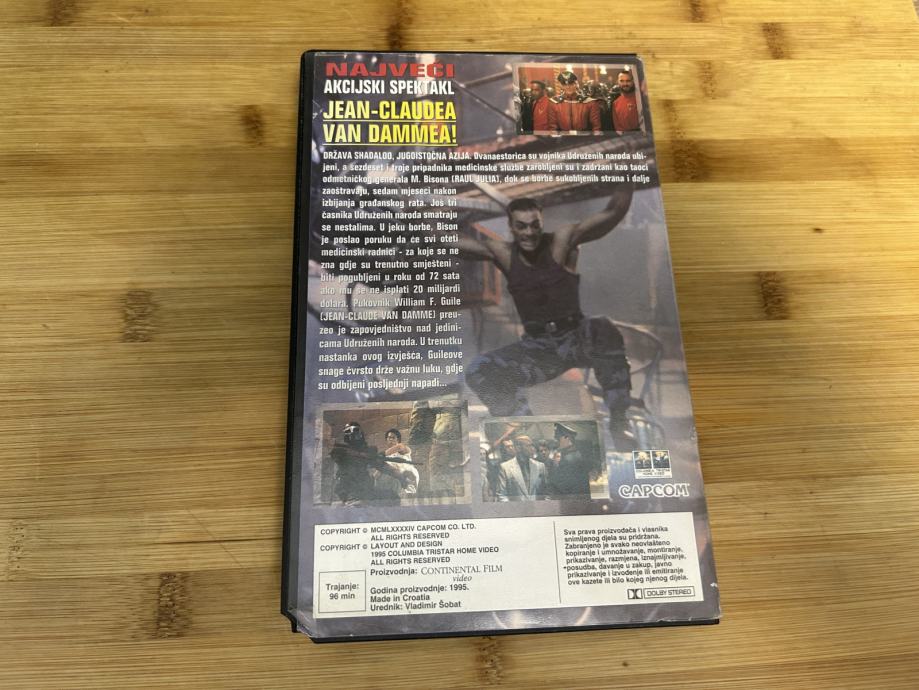 NAJVEĆI
AKCIJSKI SPEKTAKL
JEAN-CLAUDEA
VAN DAMMEA!
DRŽAVA SHADALOO, JUGOISTOČNA AZIJA. Dvanaestorica su vojnika Udruženih naroda ubi-
jeni, a sezdeset i troje pripadnika medicinske službe zarobljeni su i zadržani kao taoci
odmetničkog generala M. Bisona (RAUL JULIA), dok se borbe sukobljenih strana i dalje
zaoštravaju, sedam mjeseci nakon
izbijanja građanskog rata. Još tri
časnika Udruženih naroda smatraju
se nestalima. U jeku borbe, Bison
je poslao poruku da će svi oteti
medicinski radnici - za koje se ne
zna gdje su trenutno smješteni -
biti pogubljeni u roku od 72 sata
ako mu se ne isplati 20 milijardi
dolara. Pukovnik William F. Guile
(JEAN-CLAUDE VAN DAMME) preu-
zeo je zapovjedništvo nad jedini-
cama Udruženih naroda. U trenutku
nastanka ovog izvješća, Guileove
snage čvrsto drže važnu luku, gdje
su odbijeni posljednji napadi...
COLUMBIA TRISTAR
HOME VIDEO
CAPCOM
COPYRIGHT © MCMLXXXXIV CAPCOM CO. LTD.
ALL RIGHTS RESERVED
COPYRIGHT © LAYOUT AND DESIGN
1995 COLUMBIA TRISTAR HOME VIDEO
ALL RIGHTS RESERVED
Trajanje:
96 min
Proizvodnja: CONTINENTAL FILM
video
Godina proizvodnje: 1995.
Made in Croatia
Urednik: Vladimir Šobat
Sva prava proizvođača i vlasnika
snimljenog djela su pridržana.
Zabranjeno je svako neovlašteno
kopiranje i umnožavanje, montiranje,
prikazivanje, razmjena, iznajmljivanje,
posudba, davanje u zakup, javno
prikazivanje i izvođenje ili emitiranje
ove kazete ili bilo kojeg njenog dijela.
DOLBY STEREO